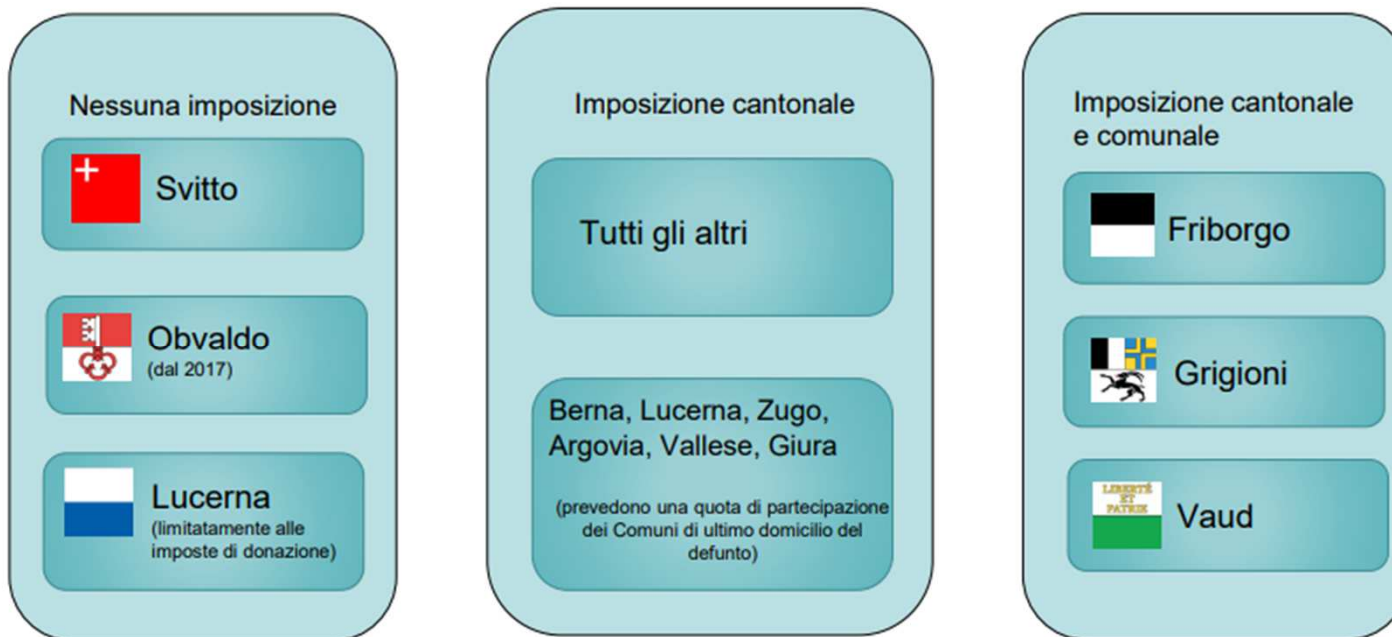 Nessuna imposizione
Svitto
Obvaldo
(dal 2017)
Lucerna
(limitatamente alle
imposte di donazione)
Imposizione cantonale
Tutti gli altri
Berna, Lucerna, Zugo,
Argovia, Vallese, Giura
(prevedono una quota di partecipazione
dei Comuni di ultimo domicilio del
defunto)
Imposizione cantonale
e comunale
Friborgo
Grigioni
LIBERTÉ
ET
PATRIE
Vaud